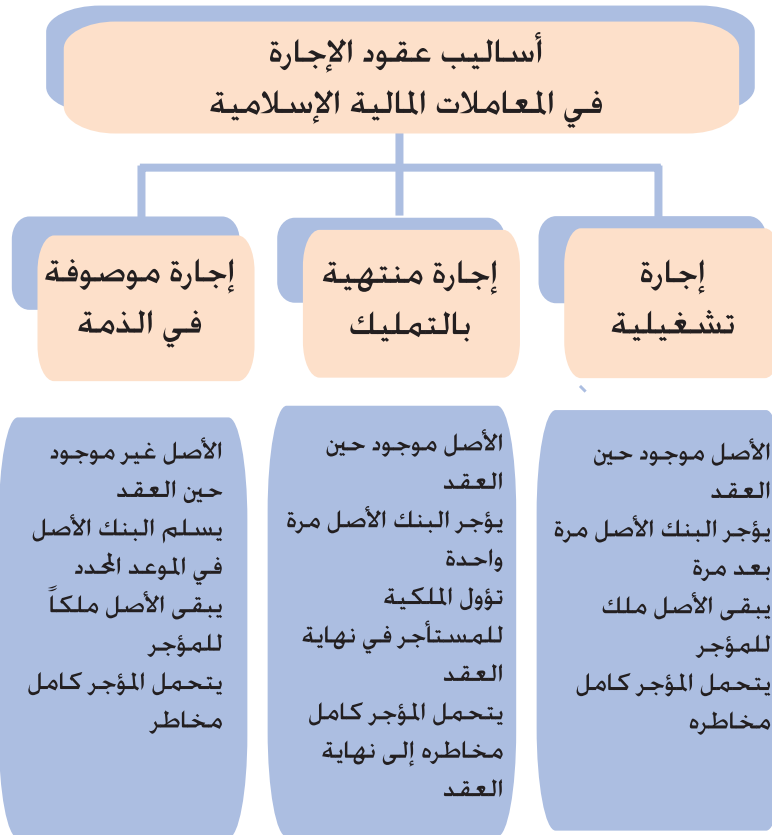 أساليب عقود الإجارة
في المعاملات المالية الإسلامية
إجارة
تشغيلية
إجارة منتهية
بالتمليك
إجارة موصوفة
في الذمة
الأصل موجود حين
العقد
يؤجر البنك الأصل مرة
بعد مرة
يبقى الأصل ملك
للمؤجر
يتحمل المؤجر كامل
مخاطره
الأصل موجود حين
العقد
يؤجر البنك الأصل مرة
واحدة
تؤول الملكية
للمستأجر في نهاية
العقد
يتحمل المؤجر كامل
مخاطره إلى نهاية
العقد
الأصل غير موجود
حين العقد
يسلم البنك الأصل
في الموعد المحدد
يبقى الأصل ملكاً
للمؤجر
يتحمل المؤجر كامل
مخاطر